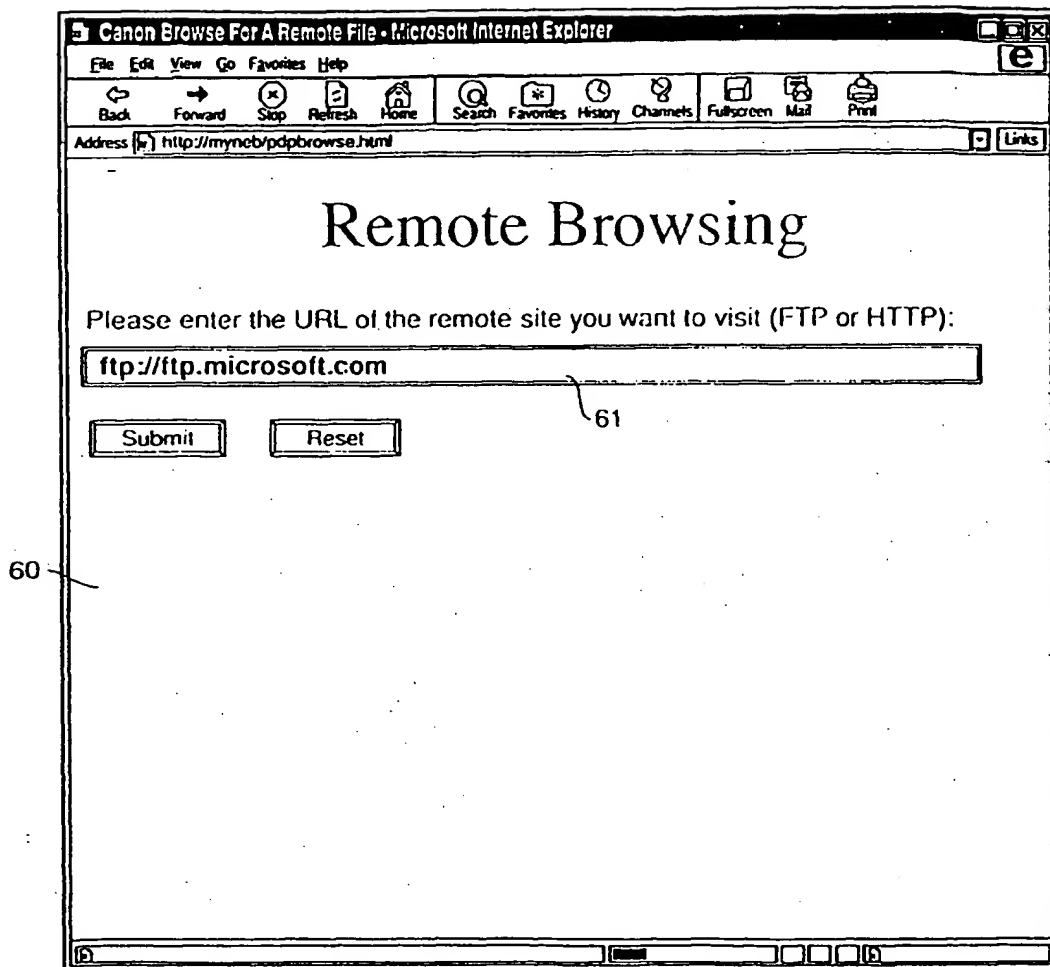 Canon Browse For A Remote File - Microsoft Internet Explorer
File Edit View Go Favorites Help
e
Back Forward Stop Refresh Home Search Favorites History Channels Fullscreen Mail Print
Address http://myneb/pdpbrowse.html Links
Remote Browsing
Please enter the URL of the remote site you want to visit (FTP or HTTP):
ftp://ftp.microsoft.com
61
Submit Reset
60